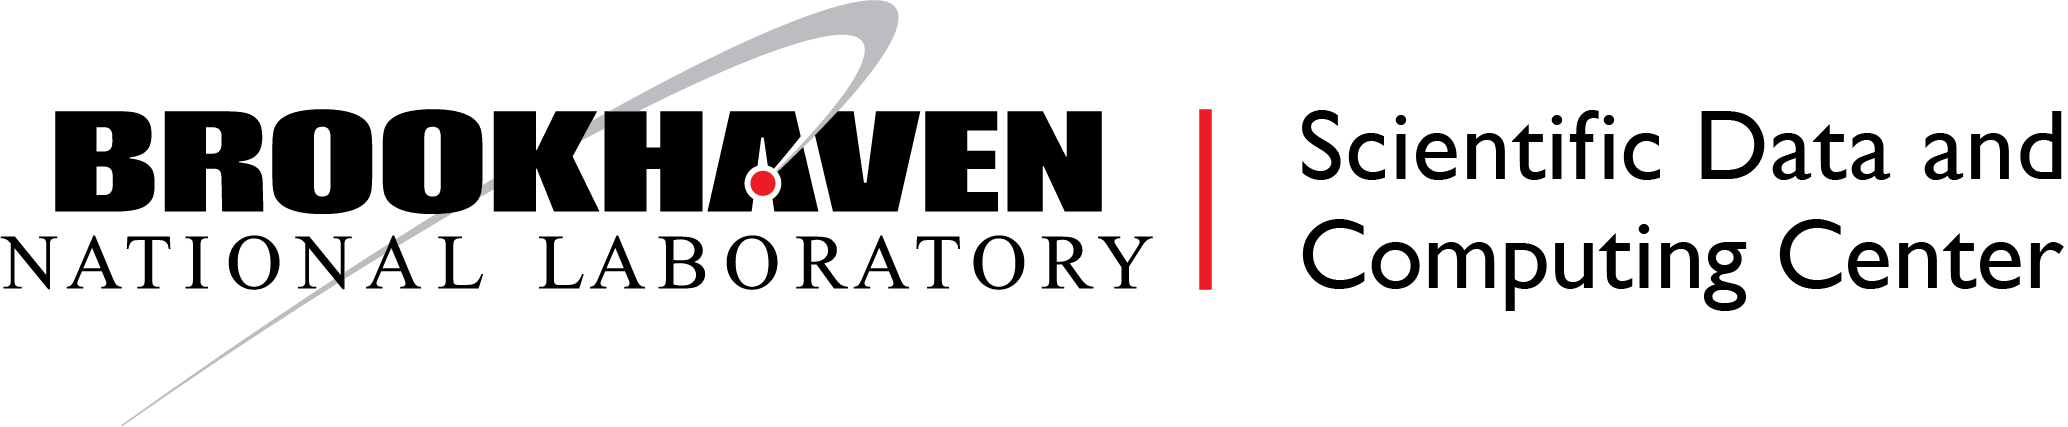 BROOKHAVEN
NATIONAL LABORATORY
Scientific Data and
Computing Center